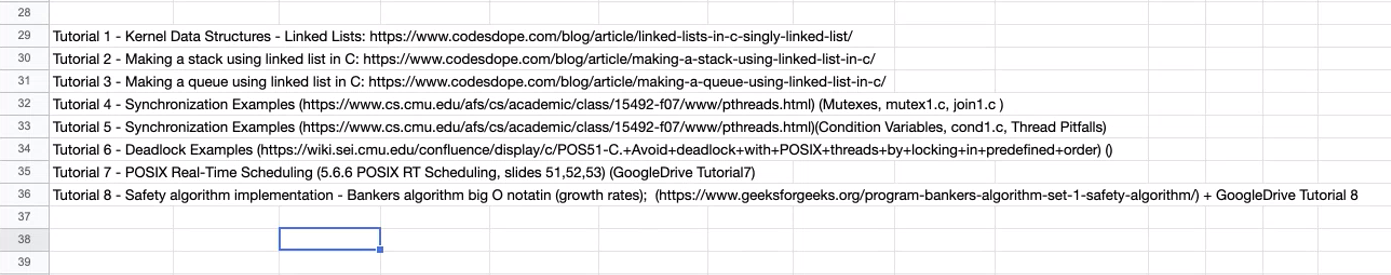 28
29 Tutorial 1 - Kernel Data Structures - Linked Lists: https://www.codesdope.com/blog/article/linked-lists-in-c-singly-linked-list/
30 Tutorial 2 - Making a stack using linked list in C: https://www.codesdope.com/blog/article/making-a-stack-using-linked-list-in-c/
31 Tutorial 3 - Making a queue using linked list in C: https://www.codesdope.com/blog/article/making-a-queue-using-linked-list-in-c/
32 Tutorial 4 - Synchronization Examples (https://www.cs.cmu.edu/afs/cs/academic/class/15492-f07/www/pthreads.html) (Mutexes, mutex1.c, join1.c )
33 Tutorial 5 - Synchronization Examples (https://www.cs.cmu.edu/afs/cs/academic/class/15492-f07/www/pthreads.html)(Condition Variables, cond1.c, Thread Pitfalls)
34 Tutorial 6 - Deadlock Examples (https://wiki.sei.cmu.edu/confluence/display/c/POS51-C.+Avoid+deadlock+with+POSIX+threads+by+locking+in+predefined+order) ()
35 Tutorial 7 - POSIX Real-Time Scheduling (5.6.6 POSIX RT Scheduling, slides 51,52,53) (GoogleDrive Tutorial7)
36 Tutorial 8 - Safety algorithm implementation - Bankers algorithm big O notatin (growth rates);  (https://www.geeksforgeeks.org/program-bankers-algorithm-set-1-safety-algorithm/) + GoogleDrive Tutorial 8
37
38
39